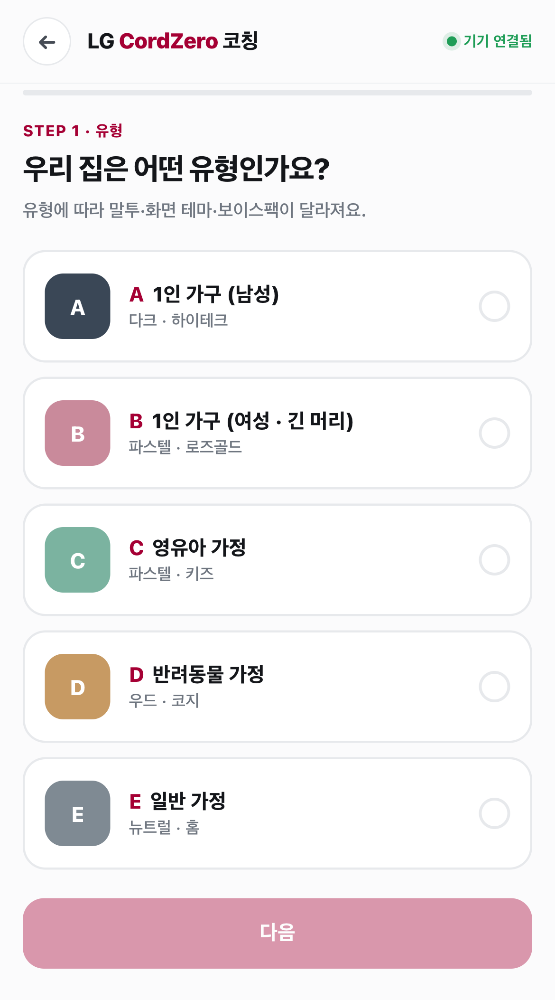 LG CordZero 코칭
기기 연결됨
STEP 1 · 유형
우리 집은 어떤 유형인가요?
유형에 따라 말투·화면 테마·보이스팩이 달라져요.
A
A 1인 가구 (남성)
다크 · 하이테크
B
B 1인 가구 (여성 · 긴 머리)
파스텔 · 로즈골드
C
C 영유아 가정
파스텔 · 키즈
D
D 반려동물 가정
우드 · 코지
E
E 일반 가정
뉴트럴 · 홈
다음